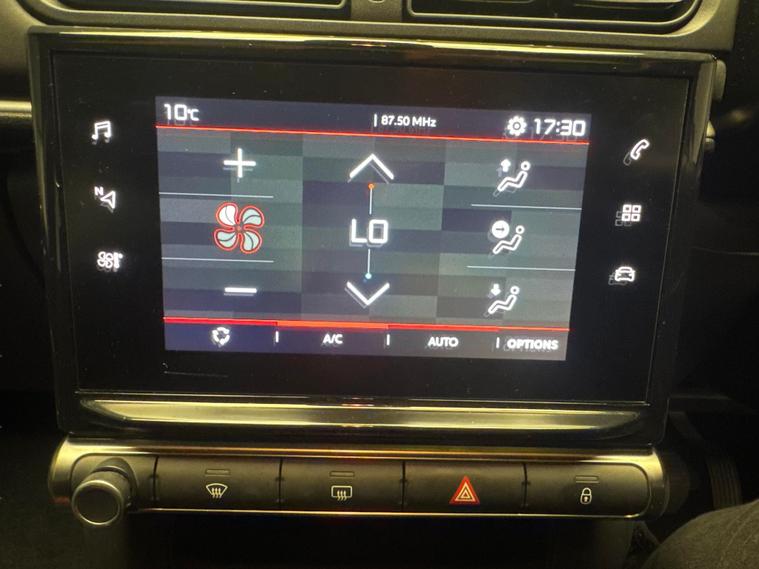 10°C
87.50 MHz
17:30
N
LO
A/C
AUTO
OPTIONS